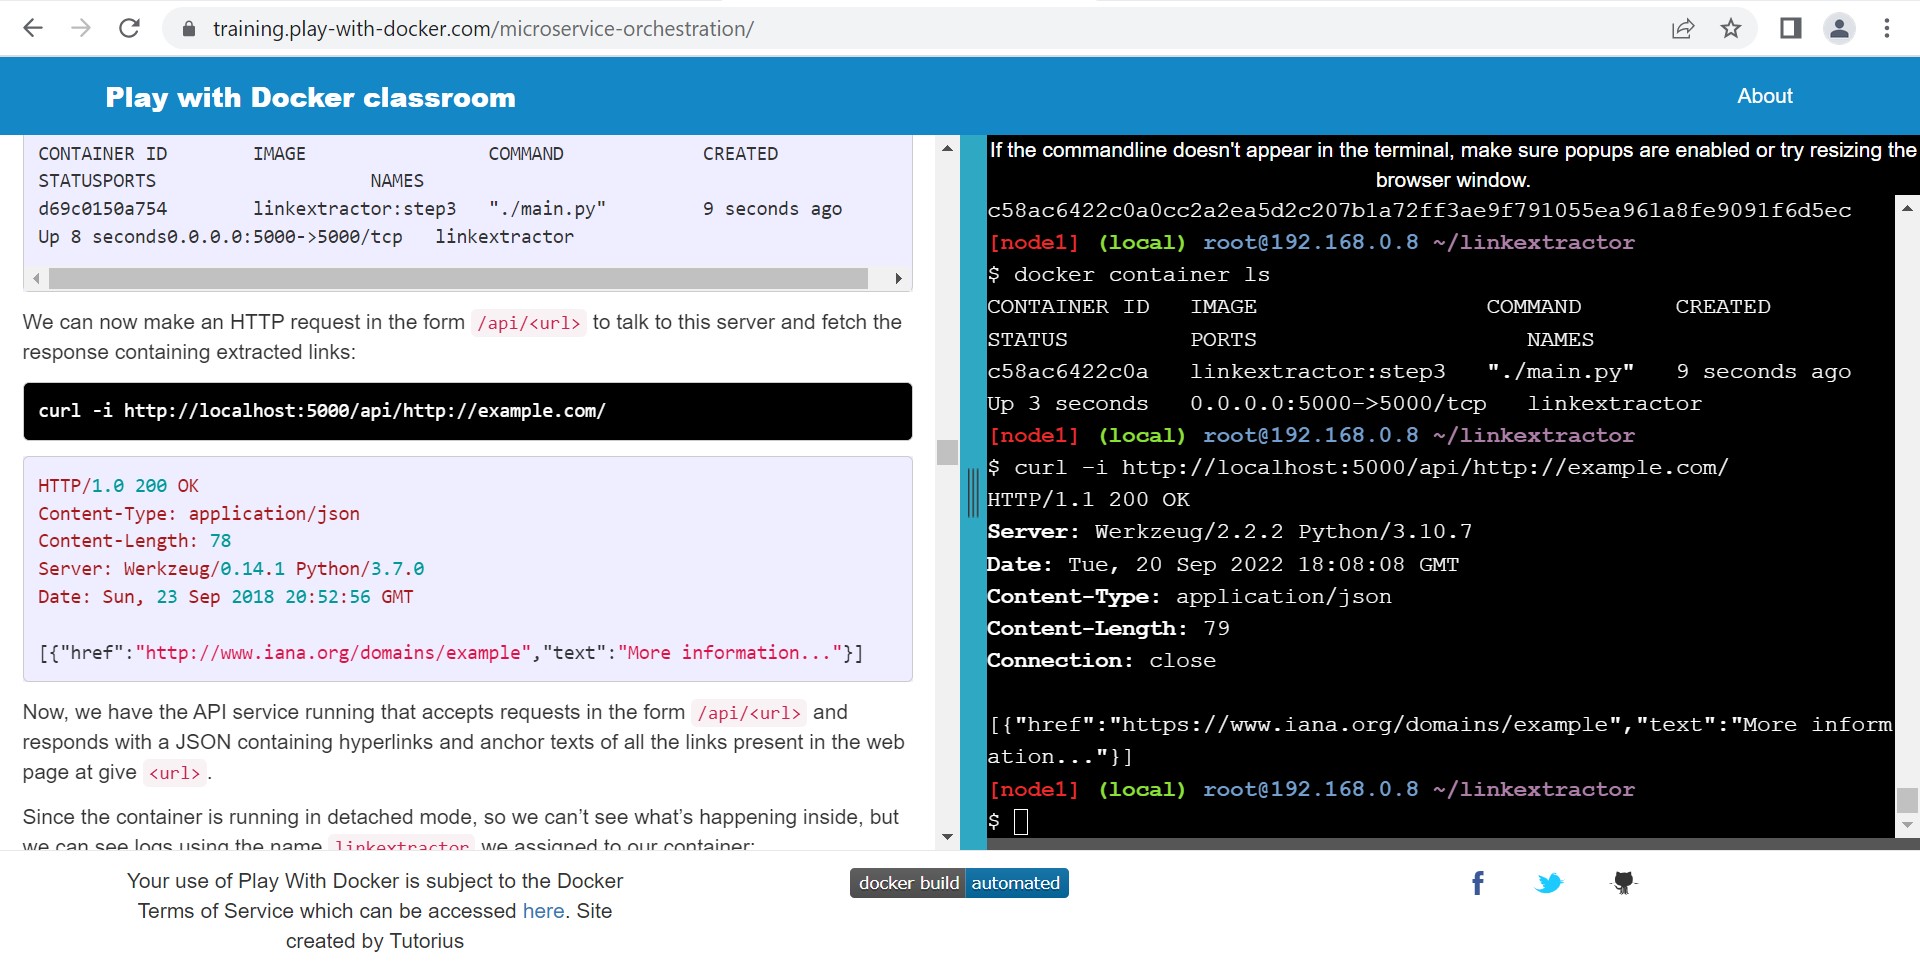 training.play-with-docker.com/microservice-orchestration/
Play with Docker classroom
About
CONTAINER ID IMAGE COMMAND CREATED
STATUSPORTS NAMES
d69c0150a754 linkextractor:step3 "./main.py" 9 seconds ago
Up 8 seconds0.0.0.0:5000->5000/tcp linkextractor
We can now make an HTTP request in the form /api/<url> to talk to this server and fetch the
response containing extracted links:
curl -i http://localhost:5000/api/http://example.com/
HTTP/1.0 200 OK
Content-Type: application/json
Content-Length: 78
Server: Werkzeug/0.14.1 Python/3.7.0
Date: Sun, 23 Sep 2018 20:52:56 GMT
[{"href":"http://www.iana.org/domains/example","text":"More information..."}]
Now, we have the API service running that accepts requests in the form /api/<url> and
responds with a JSON containing hyperlinks and anchor texts of all the links present in the web
page at give <url> .
Since the container is running in detached mode, so we can’t see what’s happening inside, but
we can see logs using the name linkextractor we assigned to our container:
If the commandline doesn't appear in the terminal, make sure popups are enabled or try resizing the
browser window.
c58ac6422c0a0cc2a2ea5d2c207b1a72ff3ae9f791055ea961a8fe9091f6d5ec
[node1] (local) root@192.168.0.8 ~/linkextractor
$ docker container ls
CONTAINER ID IMAGE COMMAND CREATED
STATUS PORTS NAMES
c58ac6422c0a linkextractor:step3 "./main.py" 9 seconds ago
Up 3 seconds 0.0.0.0:5000->5000/tcp linkextractor
[node1] (local) root@192.168.0.8 ~/linkextractor
$ curl -i http://localhost:5000/api/http://example.com/
HTTP/1.1 200 OK
Server: Werkzeug/2.2.2 Python/3.10.7
Date: Tue, 20 Sep 2022 18:08:08 GMT
Content-Type: application/json
Content-Length: 79
Connection: close
[{"href":"https://www.iana.org/domains/example","text":"More inform
ation..."}]
[node1] (local) root@192.168.0.8 ~/linkextractor
$
Your use of Play With Docker is subject to the Docker
Terms of Service which can be accessed here. Site
created by Tutorius
docker build automated